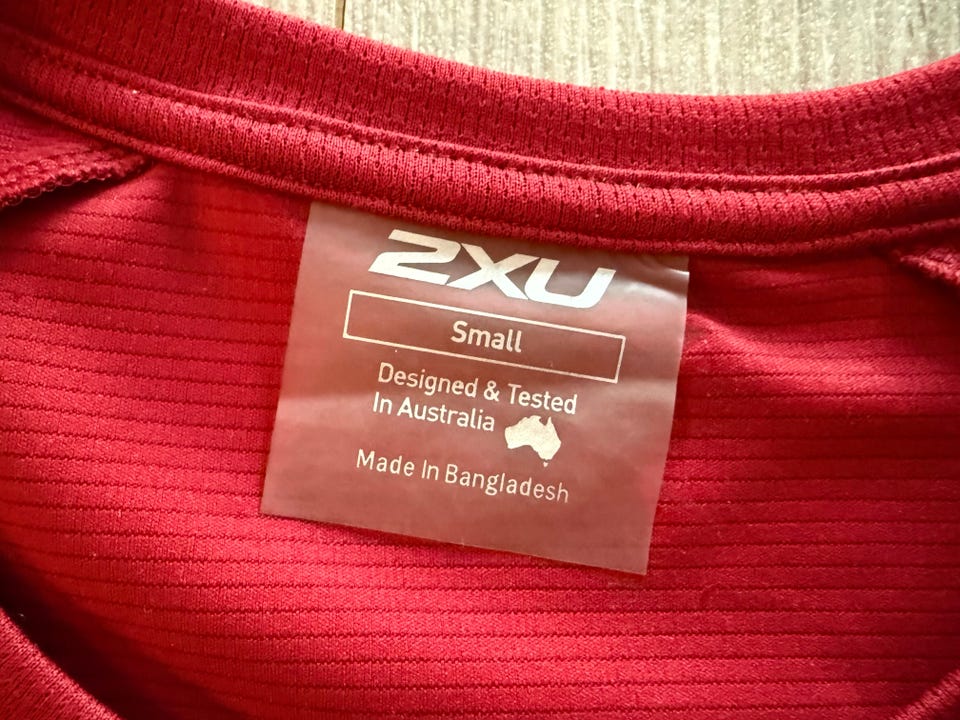 2XU
Small
Designed & Tested
In Australia
Made In Bangladesh